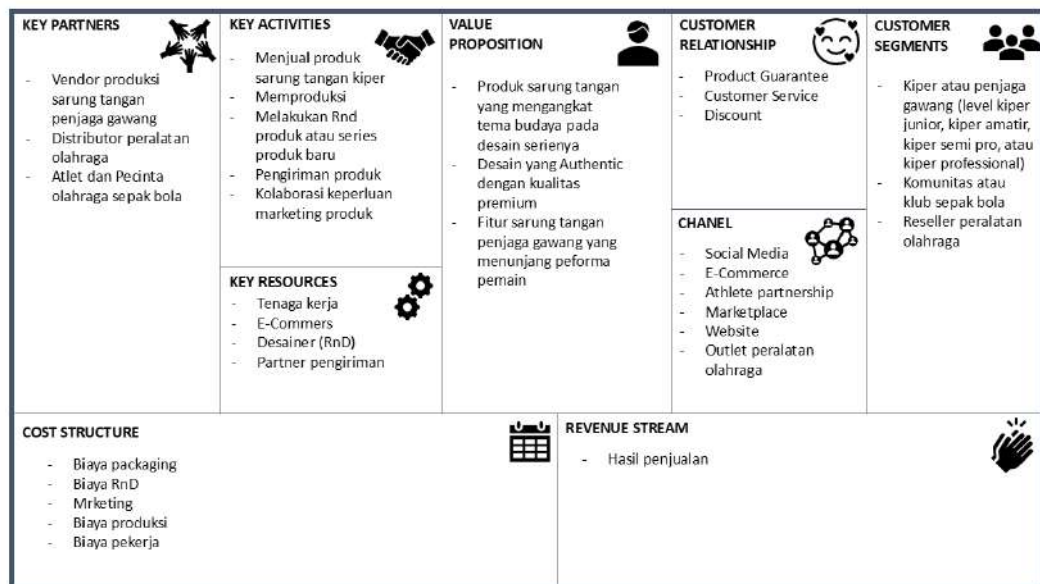 KEY PARTNERS
- Vendor produksi
sarung tangan
penjaga gawang
- Distributor peralatan
olahraga
- Atlet dan Pecinta
olahraga sepak bola
KEY ACTIVITIES
- Menjual produk
sarung tangan kiper
- Memproduksi
- Melakukan Rnd
produk atau series
produk baru
- Pengiriman produk
- Kolaborasi keperluan
marketing produk
KEY RESOURCES
- Tenaga kerja
- E-Commers
- Desainer (RnD)
- Partner pengiriman
VALUE
PROPOSITION
- Produk sarung tangan
yang mengangkat
tema budaya pada
desain serienya
- Desain yang Authentic
dengan kualitas
premium
- Fitur sarung tangan
penjaga gawang yang
menunjang peforma
pemain
CUSTOMER
RELATIONSHIP
- Product Guarantee
- Customer Service
- Discount
CHANEL
- Social Media
- E-Commerce
- Athlete partnership
- Marketplace
- Website
- Outlet peralatan
olahraga
CUSTOMER
SEGMENTS
- Kiper atau penjaga
gawang (level kiper
junior, kiper amatir,
kiper semi pro, atau
kiper professional)
- Komunitas atau
klub sepak bola
- Reseller peralatan
olahraga
COST STRUCTURE
- Biaya packaging
- Biaya RnD
- Mrketing
- Biaya produksi
- Biaya pekerja
REVENUE STREAM
- Hasil penjualan